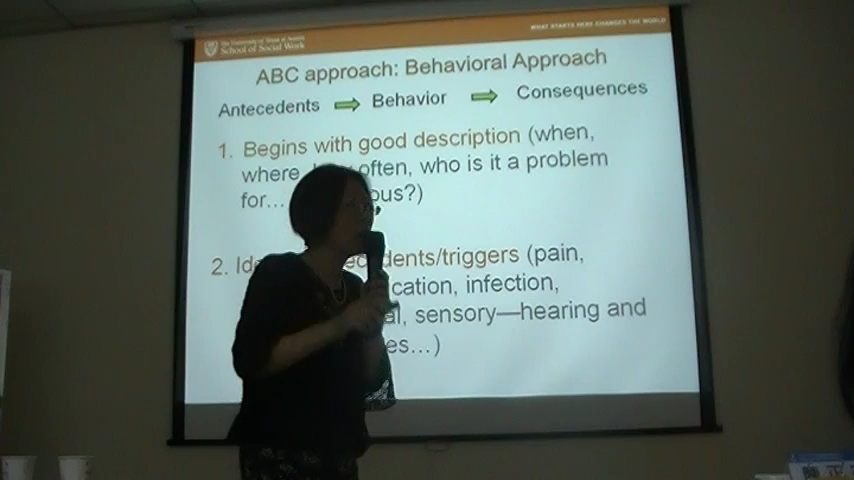 The University of Texas at Austin
School of Social Work
WHAT STARTS HERE CHANGES THE WORLD
ABC approach: Behavioral Approach
Antecedents Behavior Consequences
1. Begins with good description (when,
where, often, who is it a problem
for… ous?)
2. Ide dents/triggers (pain,
cation, infection,
al, sensory—hearing and
es…)